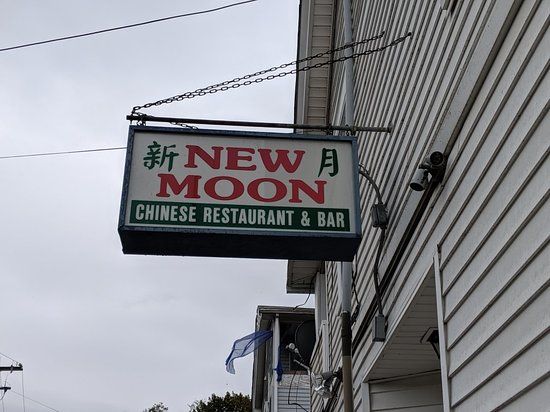 新 NEW 月
MOON
CHINESE RESTAURANT & BAR